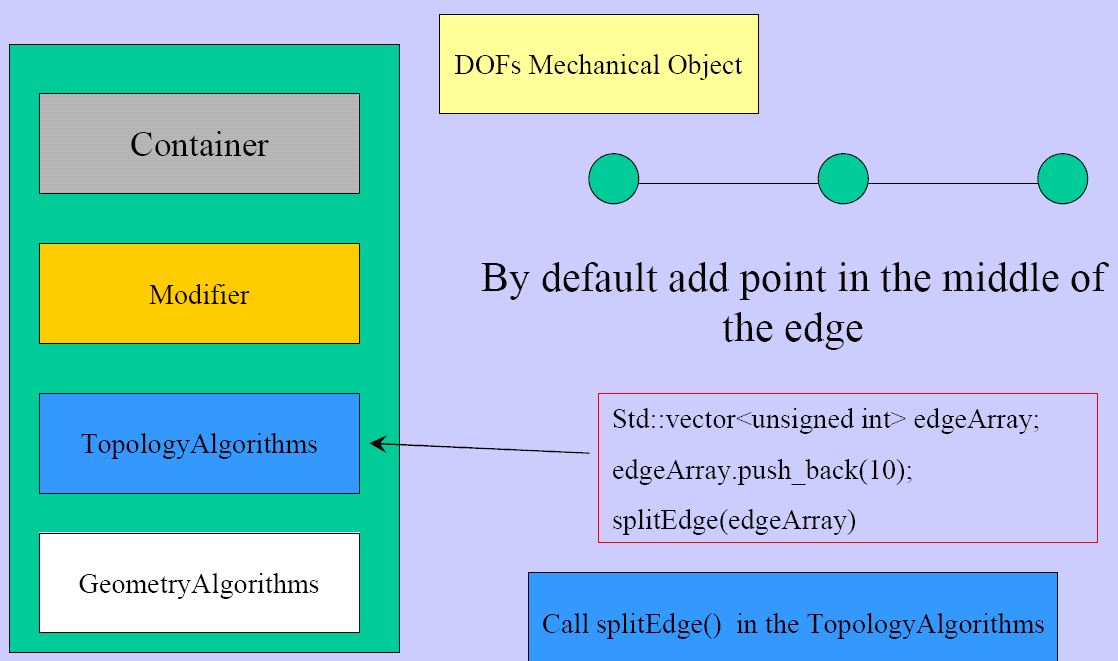 DOFs Mechanical Object
Container
Modifier
TopologyAlgorithms
GeometryAlgorithms
By default add point in the middle of
the edge
Std::vector<unsigned int> edgeArray;
edgeArray.push_back(10);
splitEdge(edgeArray)
Call splitEdge()  in the TopologyAlgorithms